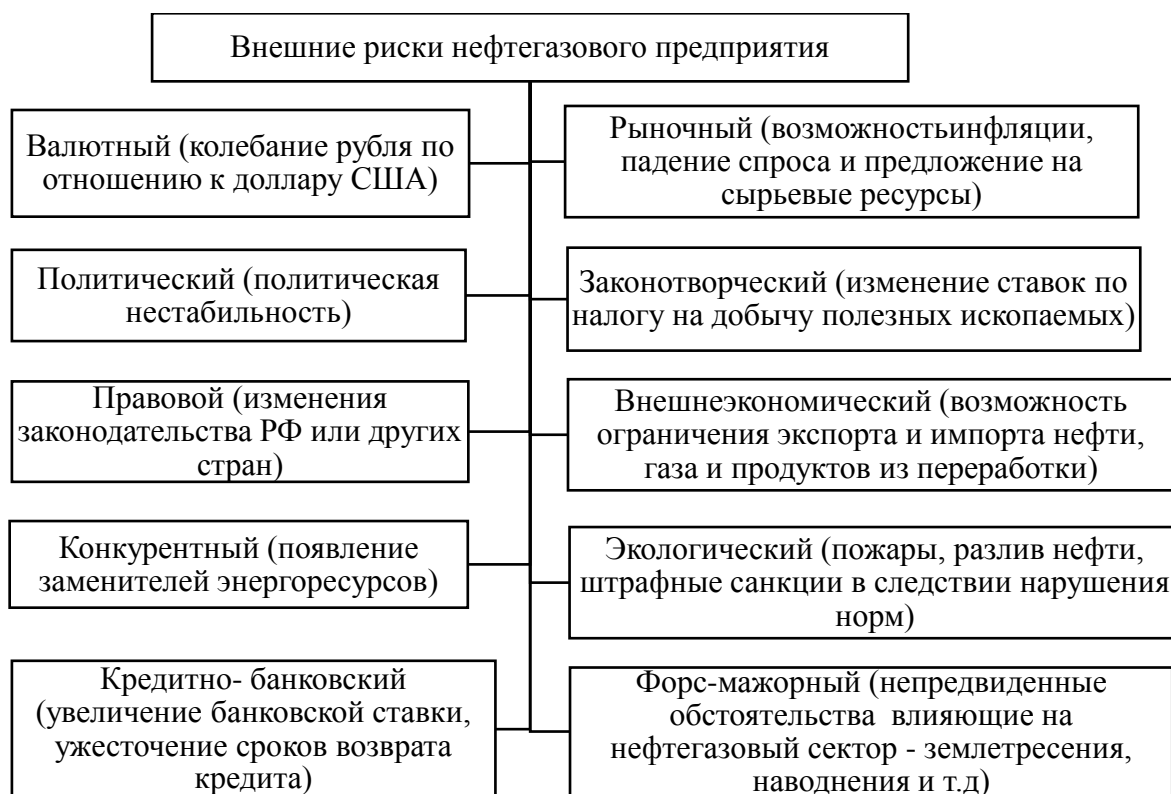 Внешние риски нефтегазового предприятия
Валютный (колебание рубля по
отношению к доллару США)
Рыночный (возможностьинфляции,
падение спроса и предложение на
сырьевые ресурсы)
Политический (политическая
нестабильность)
Законотворческий (изменение ставок по
налогу на добычу полезных ископаемых)
Правовой (изменения
законодательства РФ или других
стран)
Внешнеэкономический (возможность
ограничения экспорта и импорта нефти,
газа и продуктов из переработки)
Конкурентный (появление
заменителей энергоресурсов)
Экологический (пожары, разлив нефти,
штрафные санкции в следствии нарушения
норм)
Кредитно- банковский
(увеличение банковской ставки,
ужесточение сроков возврата
кредита)
Форс-мажорный (непредвиденные
обстоятельства влияющие на
нефтегазовый сектор - землетресения,
наводнения и т.д)